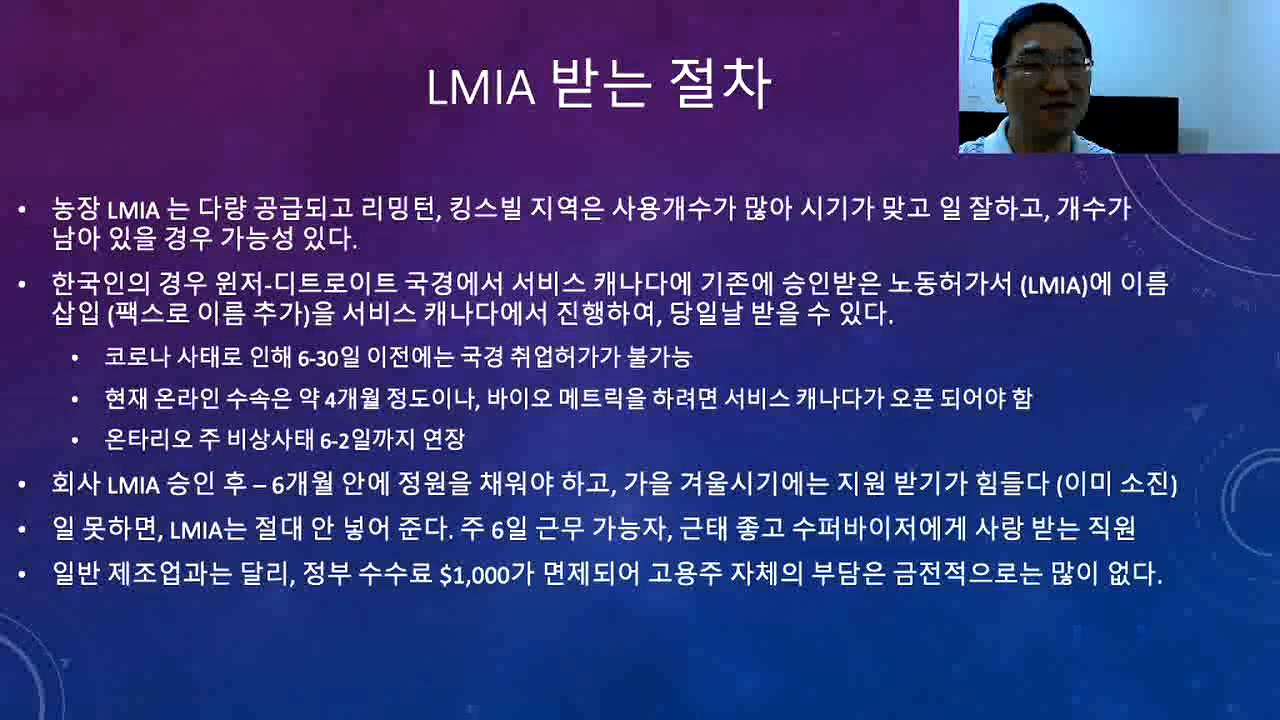 LMIA 받는 절차
• 농장 LMIA 는 다량 공급되고 리밍턴, 킹스빌 지역은 사용개수가 많아 시기가 맞고 일 잘하고, 개수가
남아 있을 경우 가능성 있다.
• 한국인의 경우 윈저-디트로이트 국경에서 서비스 캐나다에 기존에 승인받은 노동허가서 (LMIA)에 이름
삽입 (팩스로 이름 추가)을 서비스 캐나다에서 진행하여, 당일날 받을 수 있다.
• 코로나 사태로 인해 6-30일 이전에는 국경 취업허가가 불가능
• 현재 온라인 수속은 약 4개월 정도이나, 바이오 메트릭을 하려면 서비스 캐나다가 오픈 되어야 함
• 온타리오 주 비상사태 6-2일까지 연장
• 회사 LMIA 승인 후 – 6개월 안에 정원을 채워야 하고, 가을 겨울시기에는 지원 받기가 힘들다 (이미 소진)
• 일 못하면, LMIA는 절대 안 넣어 준다. 주 6일 근무 가능자, 근태 좋고 수퍼바이저에게 사랑 받는 직원
• 일반 제조업과는 달리, 정부 수수료 $1,000가 면제되어 고용주 자체의 부담은 금전적으로는 많이 없다.